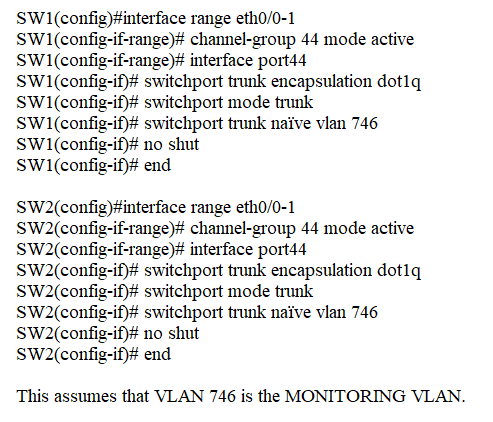 SW1(config)#interface range eth0/0-1
SW1(config-if-range)# channel-group 44 mode active
SW1(config-if-range)# interface port44
SW1(config-if)# switchport trunk encapsulation dot1q
SW1(config-if)# switchport mode trunk
SW1(config-if)# switchport trunk naïve vlan 746
SW1(config-if)# no shut
SW1(config-if)# end
SW2(config)#interface range eth0/0-1
SW2(config-if-range)# channel-group 44 mode active
SW2(config-if-range)# interface port44
SW2(config-if)# switchport trunk encapsulation dot1q
SW2(config-if)# switchport mode trunk
SW2(config-if)# switchport trunk naïve vlan 746
SW2(config-if)# no shut
SW2(config-if)# end
This assumes that VLAN 746 is the MONITORING VLAN.